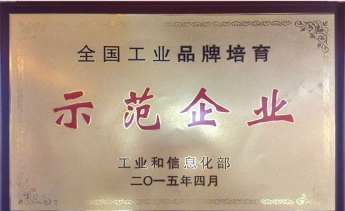 全国工业品牌培育
示范企业
工业和信息化部
二〇一五年四月